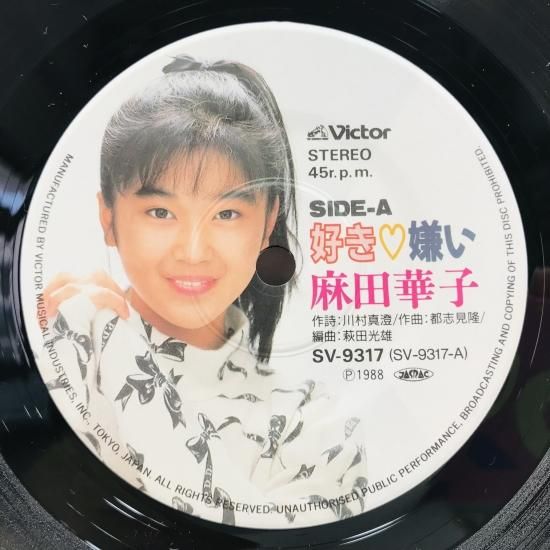 Victor
STEREO
45r.p.m.
SIDE-A
好き♡嫌い
麻田華子
作詩：川村真澄/作曲：都志見隆/
編曲：萩田光雄
SV-9317 (SV-9317-A)
Ⓟ1988 JASRAC
MANUFACTURED BY VICTOR MUSICAL INDUSTRIES, INC., TOKYO, JAPAN. ALL RIGHTS RESERVED. UNAUTHORISED PUBLIC PERFORMANCE, BROADCASTING AND COPYING OF THIS DISC PROHIBITED.